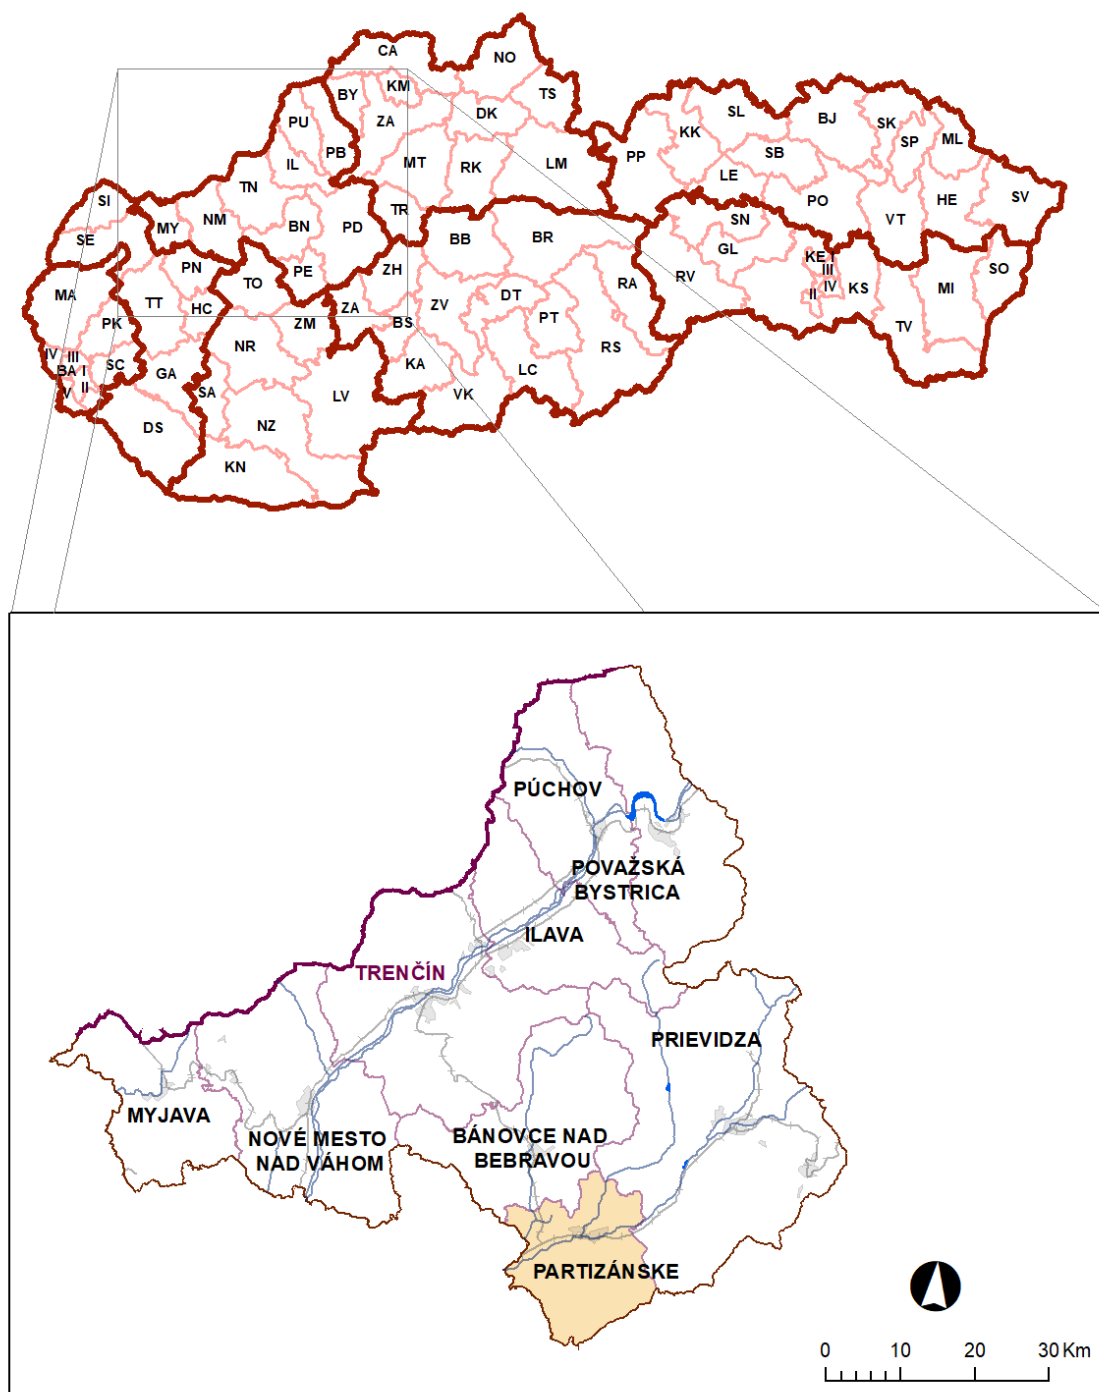 CA
NO
BY
KM
TS
PU
ZA
DK
SL
BJ
SK
KK
SP
ML
PB
MT
RK
LM
PP
SB
IL
LE
TN
SI
PO
HE
SV
NM
MY
BN
PD
TR
SN
VT
SE
BB
BR
GL
PN
PE
ZH
KE I
RV
III
SO
MA
TT
TO
RA
IV
KS
MI
HC
ZA
ZV
DT
II
PK
ZM
BS
PT
TV
IV
III
NR
RS
SC
BA
I
GA
KA
LC
II
V
SA
LV
VK
DS
NZ
KN
PÚCHOV
POVAŽSKÁ
BYSTRICA
ILAVA
TRENČÍN
PRIEVIDZA
MYJAVA
NOVÉ MESTO
NAD VÁHOM
BÁNOVCE NAD
BEBRAVOU
PARTIZÁNSKE
0 10 20 30 Km